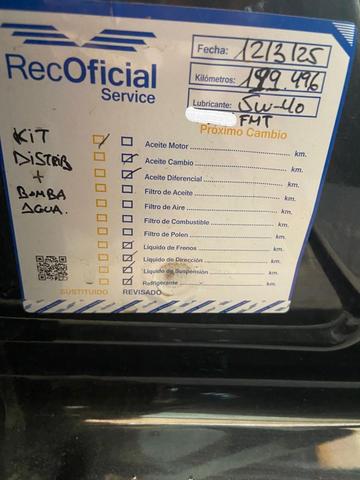 RecOficial
Service
Fecha: 12/3/25
Kilómetros: 199.496
Lubricante: 5W-40
FMT
Próximo Cambio
KIT
DISTRIB
+
BOMBA
AGUA.
Aceite Motor km.
Aceite Cambio km.
Aceite Diferencial km.
Filtro de Aceite km.
Filtro de Aire km.
Filtro de Combustible km.
Filtro de Polen km.
Líquido de Frenos km.
Líquido de Dirección km.
Líquido de Suspensión km.
Refrigerante km.
SUSTITUIDO REVISADO